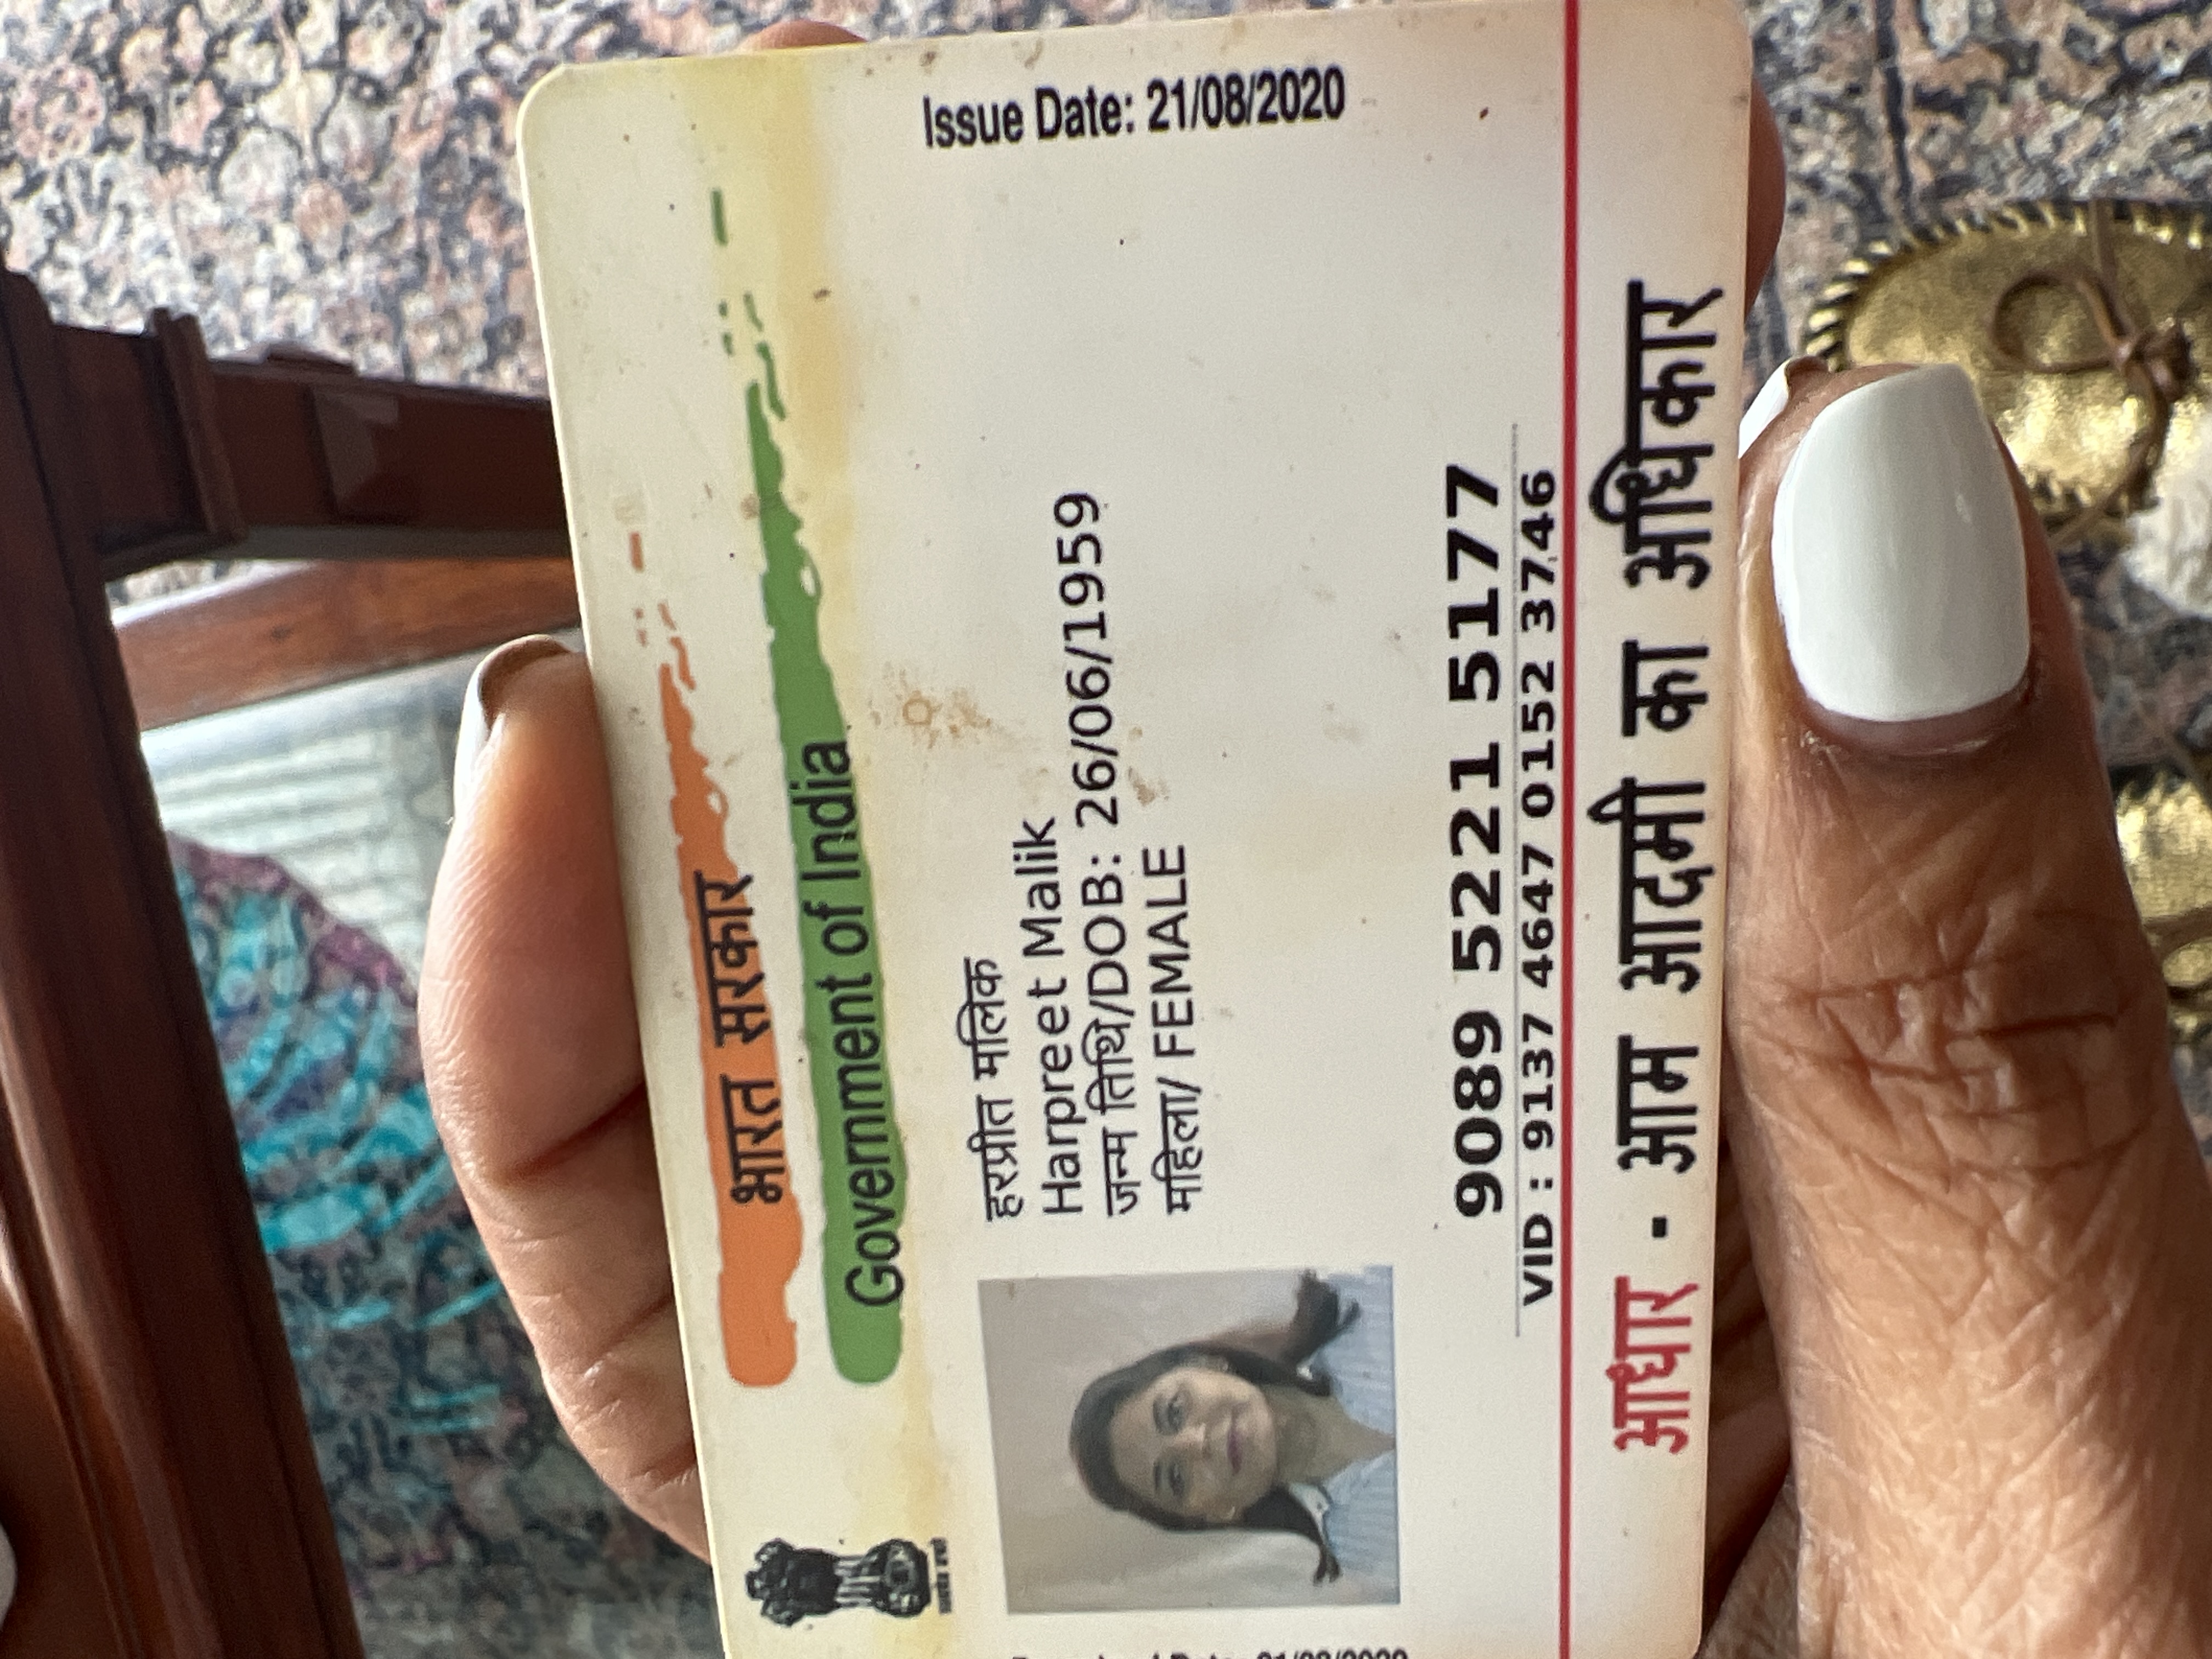 भारत सरकार
Government of India
Issue Date: 21/08/2020
हरप्रीत मलिक
Harpreet Malik
जन्म तिथि/DOB: 26/06/1959
महिला/ FEMALE
9089 5221 5177
VID : 9137 4647 0152 3746
आधार - आम आदमी का अधिकार